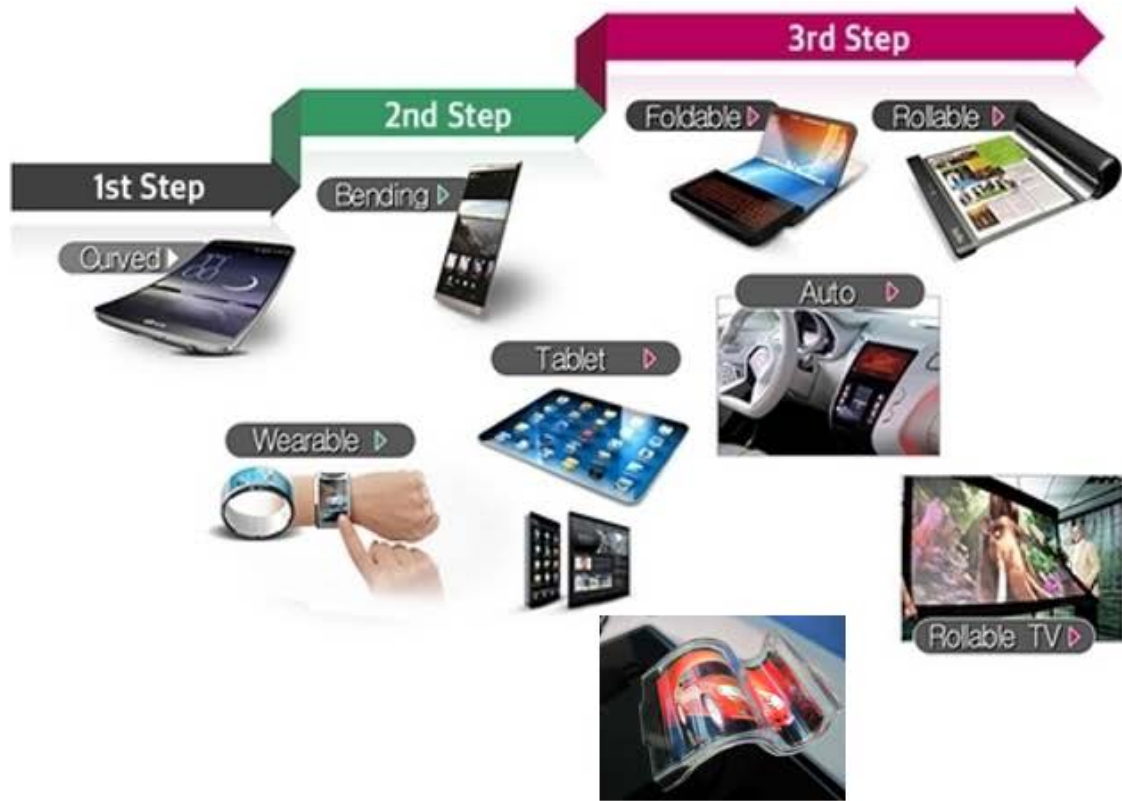 3rd Step
2nd Step
1st Step
Foldable
Rollable
Bending
Curved
Auto
Tablet
Wearable
Rollable TV